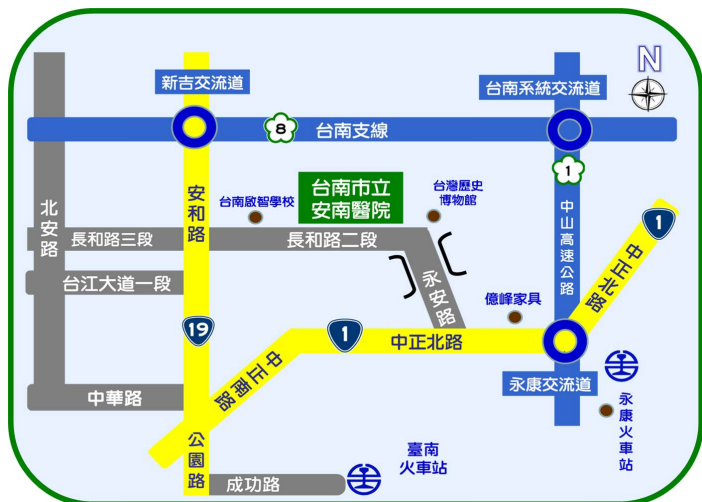 新吉交流道
台南系統交流道
N
8
台南支線
1
北安路
安和路
台南啟智學校
台南市立
安南醫院
台灣歷史
博物館
中山高速公路
1
中正北路
長和路三段
長和路二段
台江大道一段
永安路
億峰家具
19
1
中正北路
中正南路
永康交流道
中華路
公園路
臺南
火車站
永康火車站
成功路